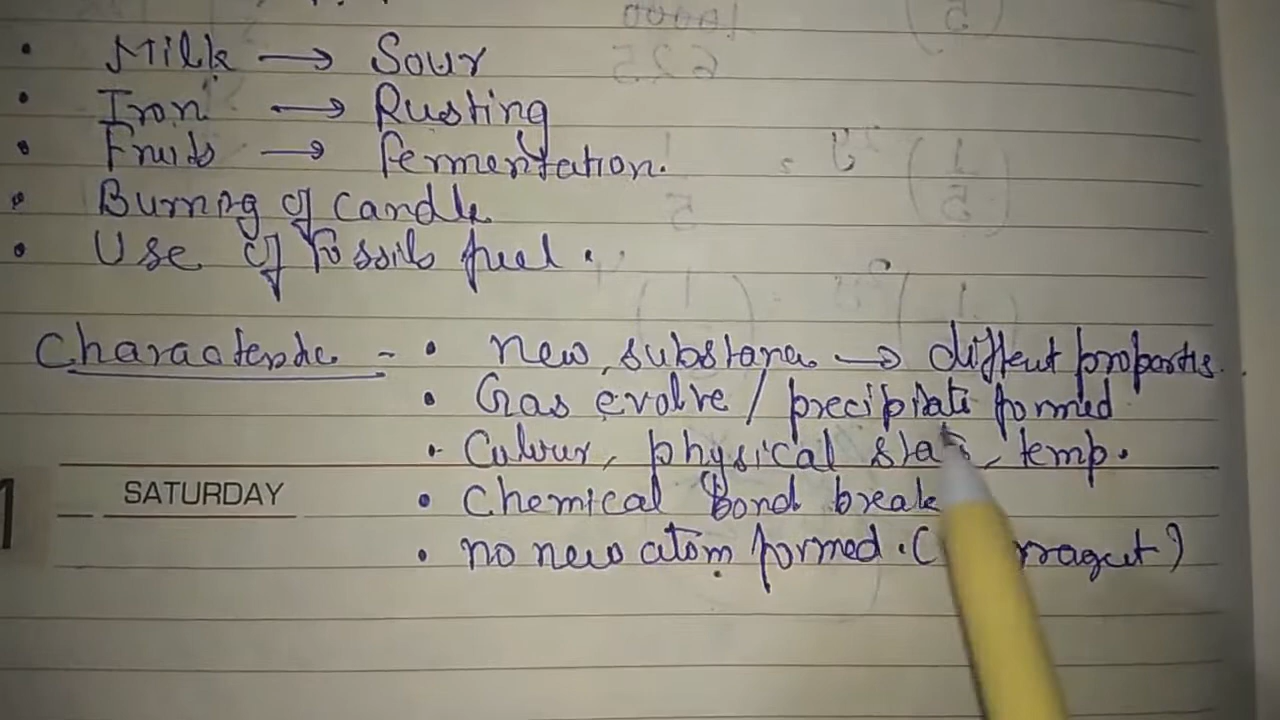 • Milk → Sour
• Iron → Rusting
• Fruits → Fermentation.
• Burning of candle
• Use of Fossils fuel.
Characteristic - • new substance → different properties.
• Gas evolve / precipitate formed
• Colour, physical state, temp.
SATURDAY • Chemical Bond break
• no new atom formed. (